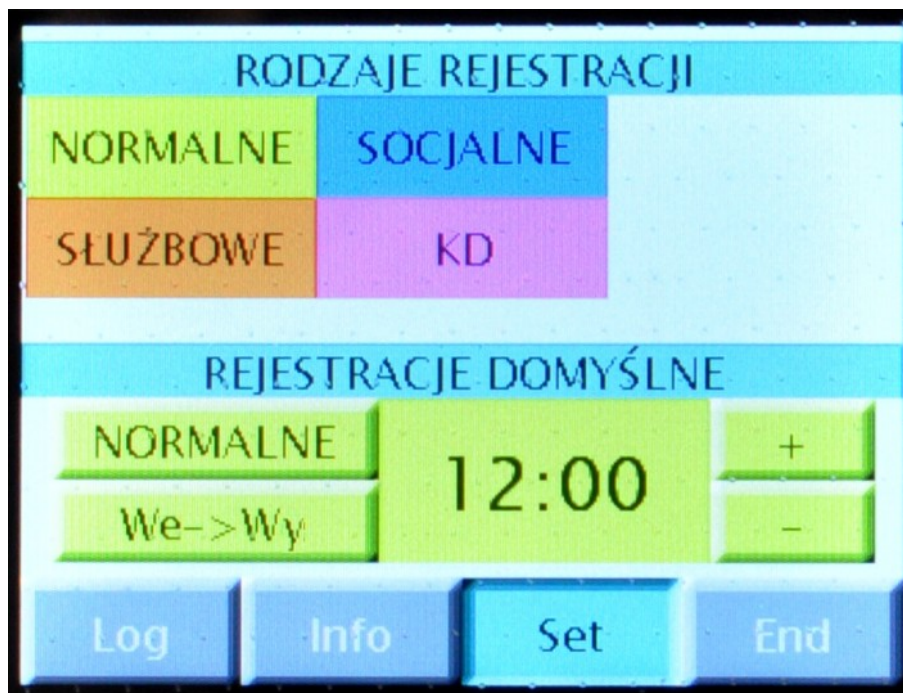 RODZAJE REJESTRACJI
NORMALNE SOCJALNE
SŁUŻBOWE KD
REJESTRACJE DOMYŚLNE
NORMALNE
12:00
+
We->Wy
-
Log Info Set End